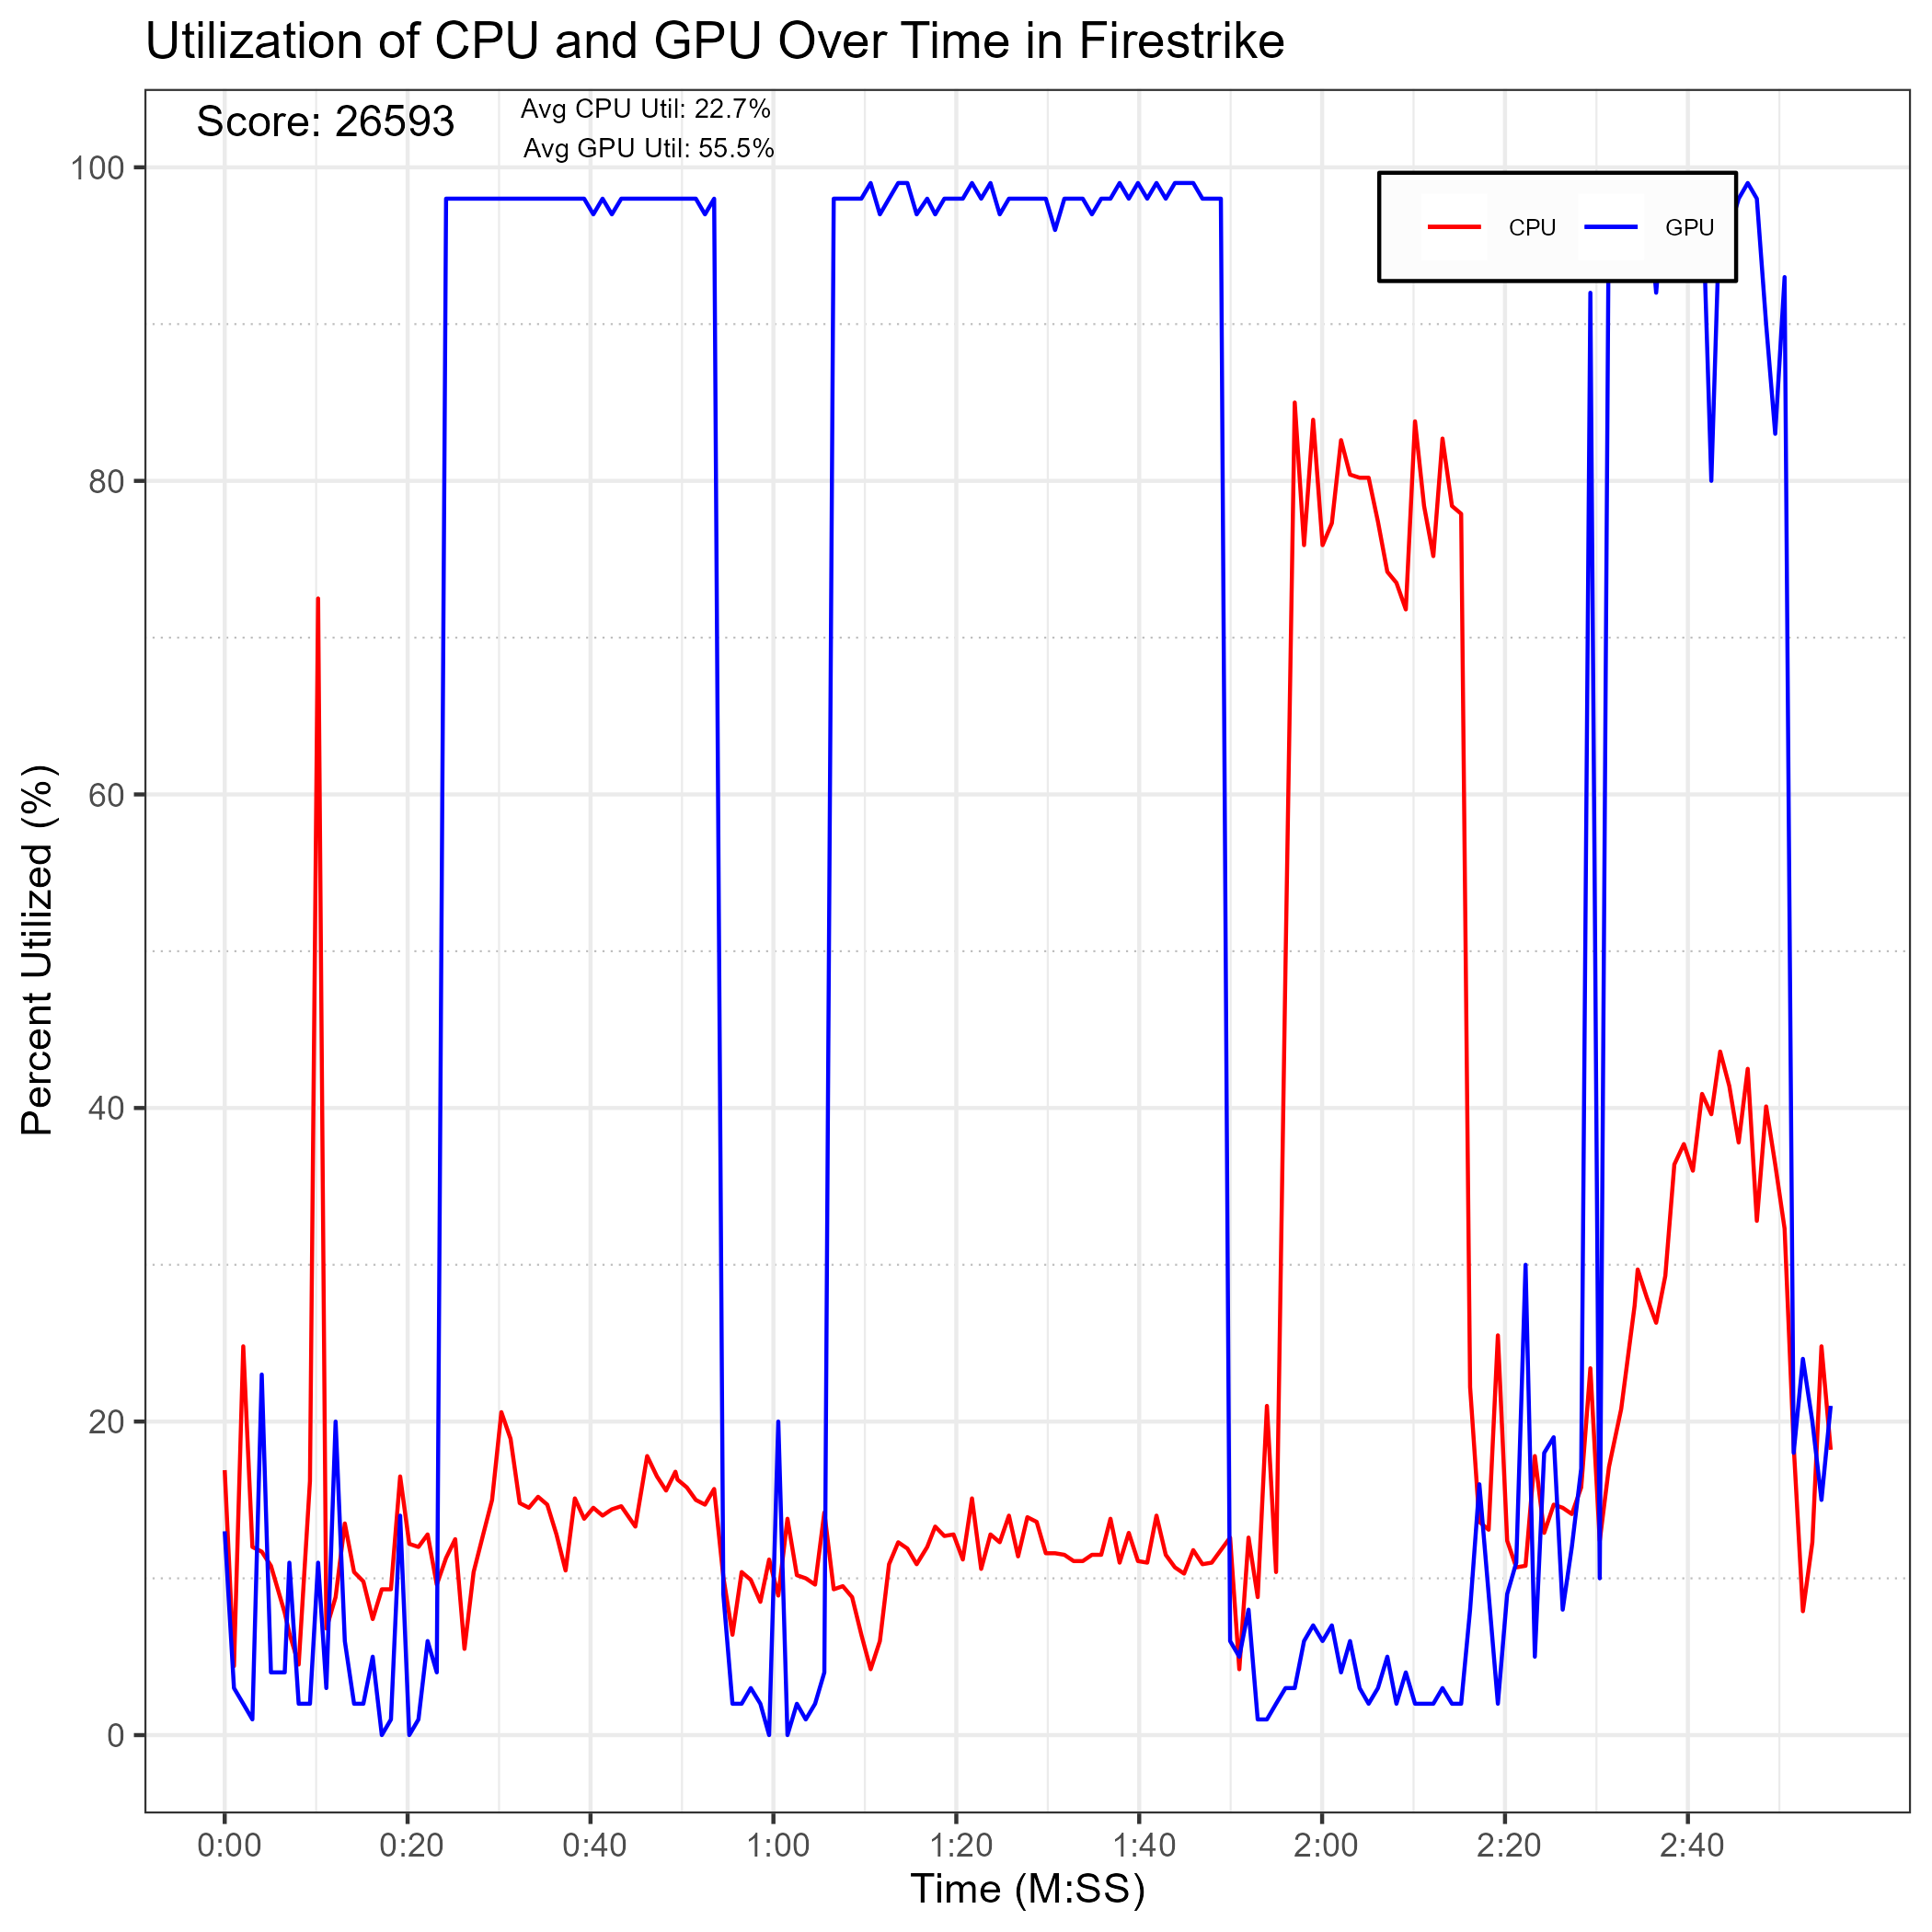 Utilization of CPU and GPU Over Time in Firestrike
Score: 26593
Avg CPU Util: 22.7%
Avg GPU Util: 55.5%
CPU GPU
100
80
60
40
20
0
Percent Utilized (%)
0:00 0:20 0:40 1:00 1:20 1:40 2:00 2:20 2:40
Time (M:SS)